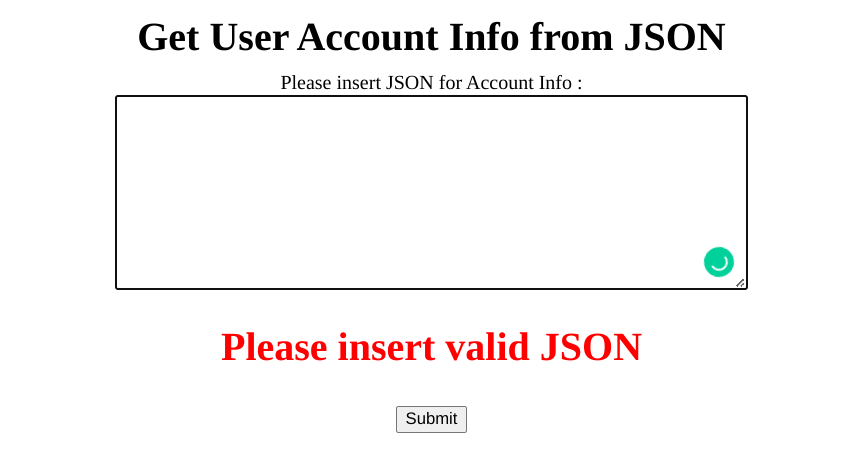 Get User Account Info from JSON
Please insert JSON for Account Info :
Please insert valid JSON
Submit